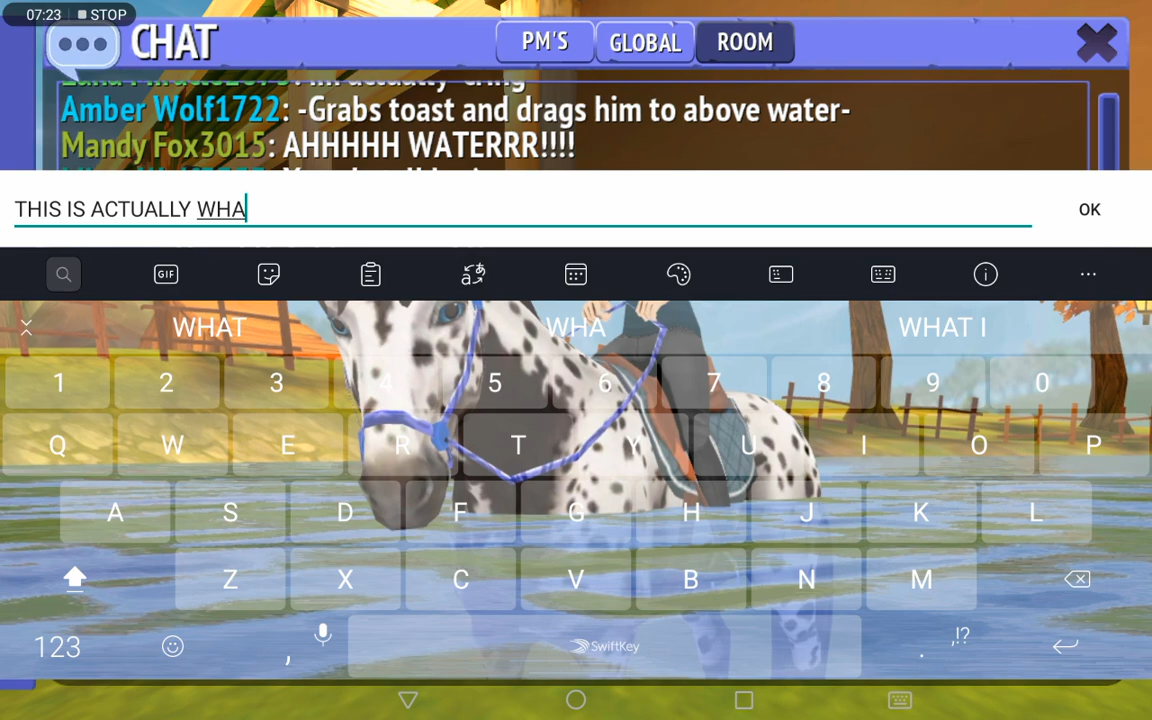 07:23 STOP
CHAT PM'S GLOBAL ROOM
Amber Wolf1722: -Grabs toast and drags him to above water-
Mandy Fox3015: AHHHHH WATERRR!!!!
THIS IS ACTUALLY WHA OK
GIF
WHAT WHA WHAT I
1 2 3 4 5 6 7 8 9 0
Q W E R T Y U I O P
A S D F G H J K L
Z X C V B N M
123 , SwiftKey . ,!?